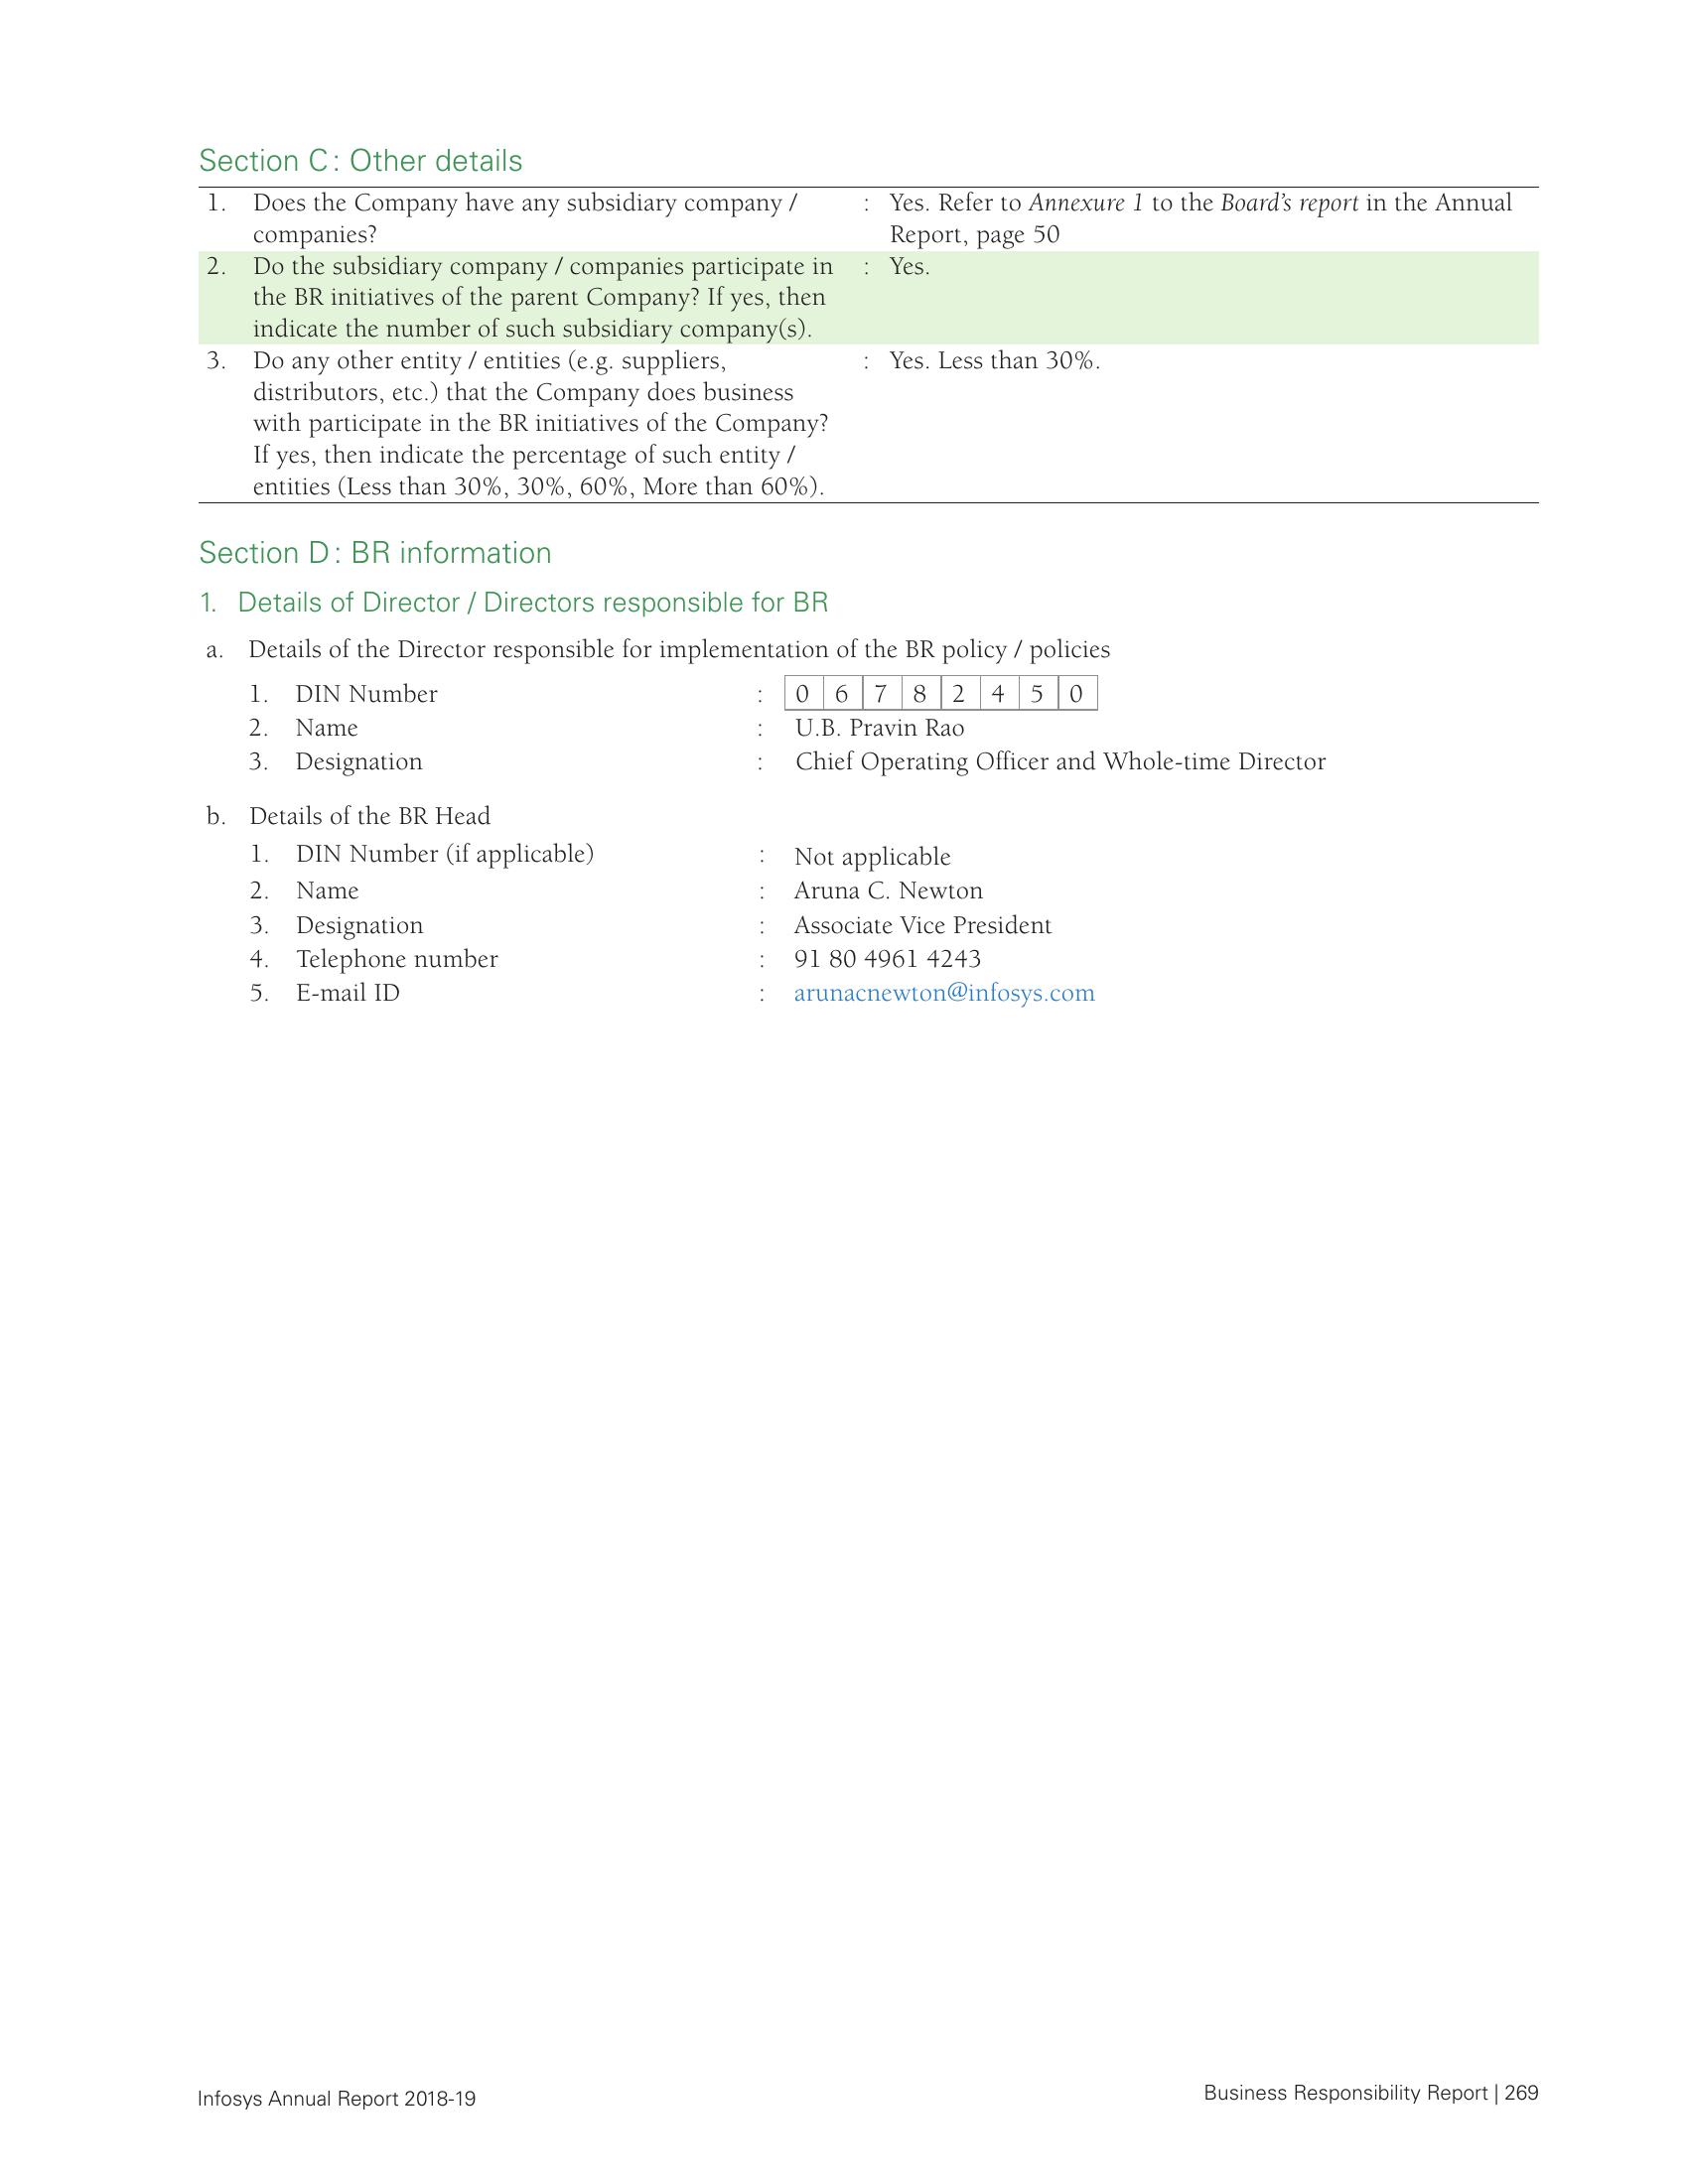 Section C: Other details
1. Does the Company have any subsidiary company / : Yes. Refer to Annexure 1 to the Board's report in the Annual
companies? Report, page 50
2. Do the subsidiary company / companies participate in : Yes.
the BR initiatives of the parent Company? If yes, then
indicate the number of such subsidiary company(s).
3. Do any other entity / entities (e.g. suppliers, : Yes. Less than 30%.
distributors, etc.) that the Company does business
with participate in the BR initiatives of the Company?
If yes, then indicate the percentage of such entity /
entities (Less than 30%, 30%, 60%, More than 60%).
Section D: BR information
1. Details of Director / Directors responsible for BR
a. Details of the Director responsible for implementation of the BR policy / policies
1. DIN Number : 0 6 7 8 2 4 5 0
2. Name : U.B. Pravin Rao
3. Designation : Chief Operating Officer and Whole-time Director
b. Details of the BR Head
1. DIN Number (if applicable) : Not applicable
2. Name : Aruna C. Newton
3. Designation : Associate Vice President
4. Telephone number : 91 80 4961 4243
5. E-mail ID : arunacnewton@infosys.com
Infosys Annual Report 2018-19 Business Responsibility Report | 269